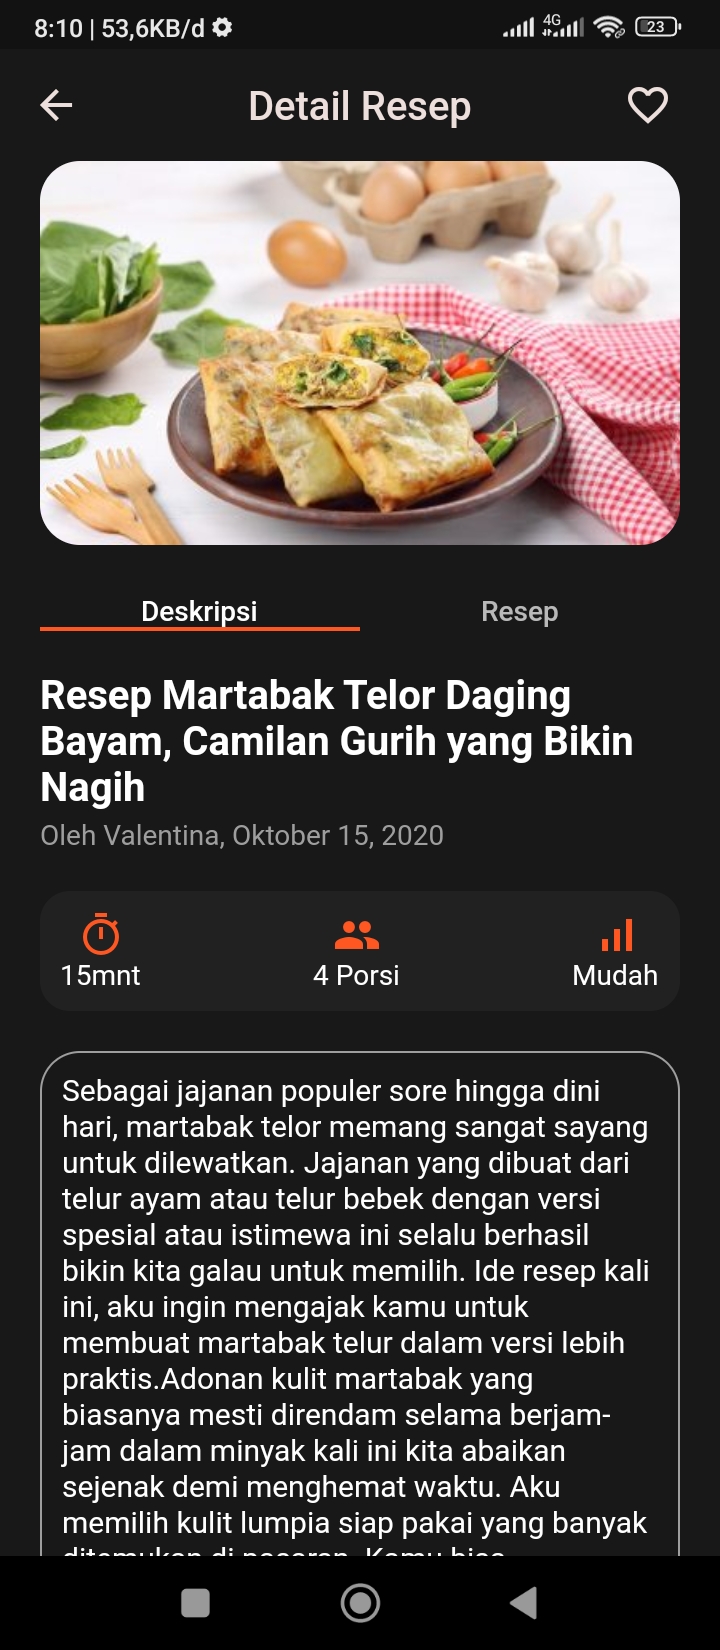 8:10 | 53,6KB/d
4G
23
Detail Resep
Deskripsi
Resep
Resep Martabak Telor Daging
Bayam, Camilan Gurih yang Bikin
Nagih
Oleh Valentina, Oktober 15, 2020
15mnt
4 Porsi
Mudah
Sebagai jajanan populer sore hingga dini
hari, martabak telor memang sangat sayang
untuk dilewatkan. Jajanan yang dibuat dari
telur ayam atau telur bebek dengan versi
spesial atau istimewa ini selalu berhasil
bikin kita galau untuk memilih. Ide resep kali
ini, aku ingin mengajak kamu untuk
membuat martabak telur dalam versi lebih
praktis.Adonan kulit martabak yang
biasanya mesti direndam selama berjam-
jam dalam minyak kali ini kita abaikan
sejenak demi menghemat waktu. Aku
memilih kulit lumpia siap pakai yang banyak